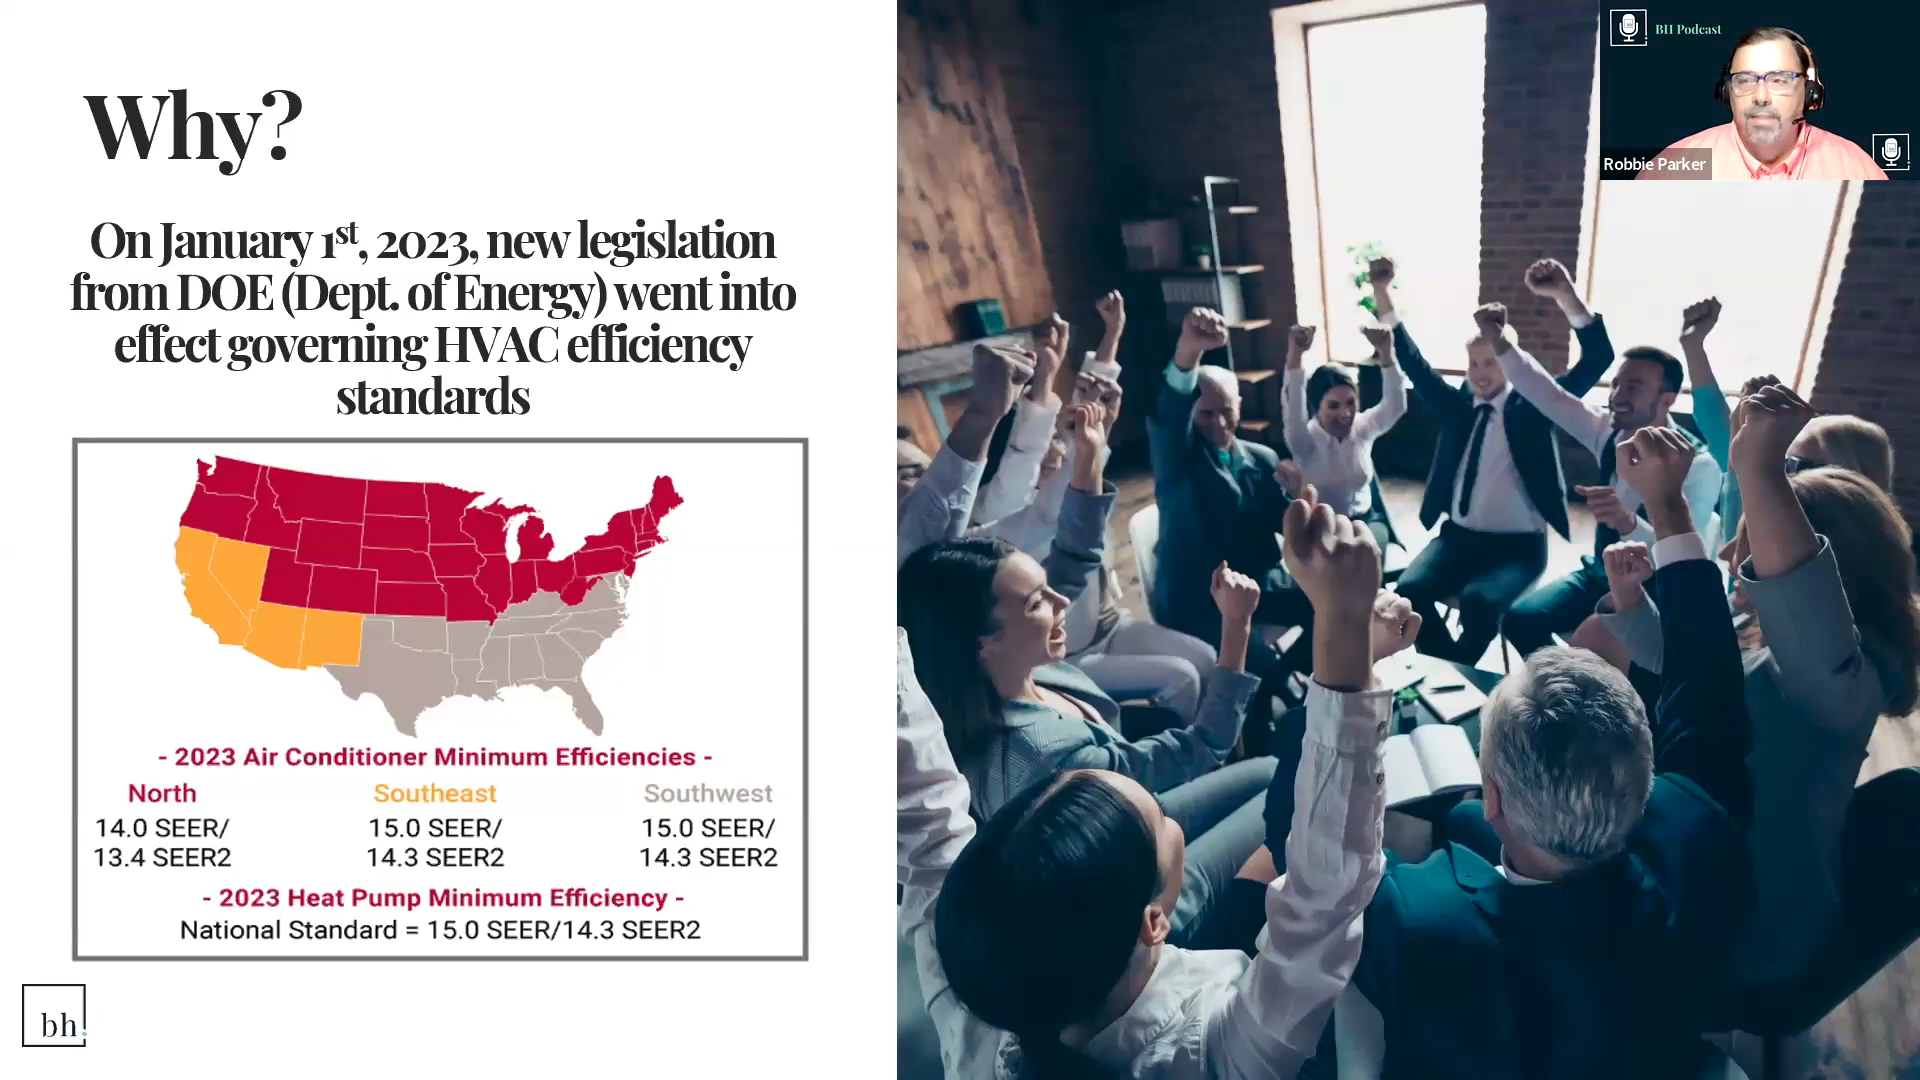 Why?
On January 1st, 2023, new legislation
from DOE (Dept. of Energy) went into
effect governing HVAC efficiency
standards
- 2023 Air Conditioner Minimum Efficiencies -
North Southeast Southwest
14.0 SEER/ 15.0 SEER/ 15.0 SEER/
13.4 SEER2 14.3 SEER2 14.3 SEER2
- 2023 Heat Pump Minimum Efficiency -
National Standard = 15.0 SEER/14.3 SEER2
bh.
BH Podcast
Robbie Parker